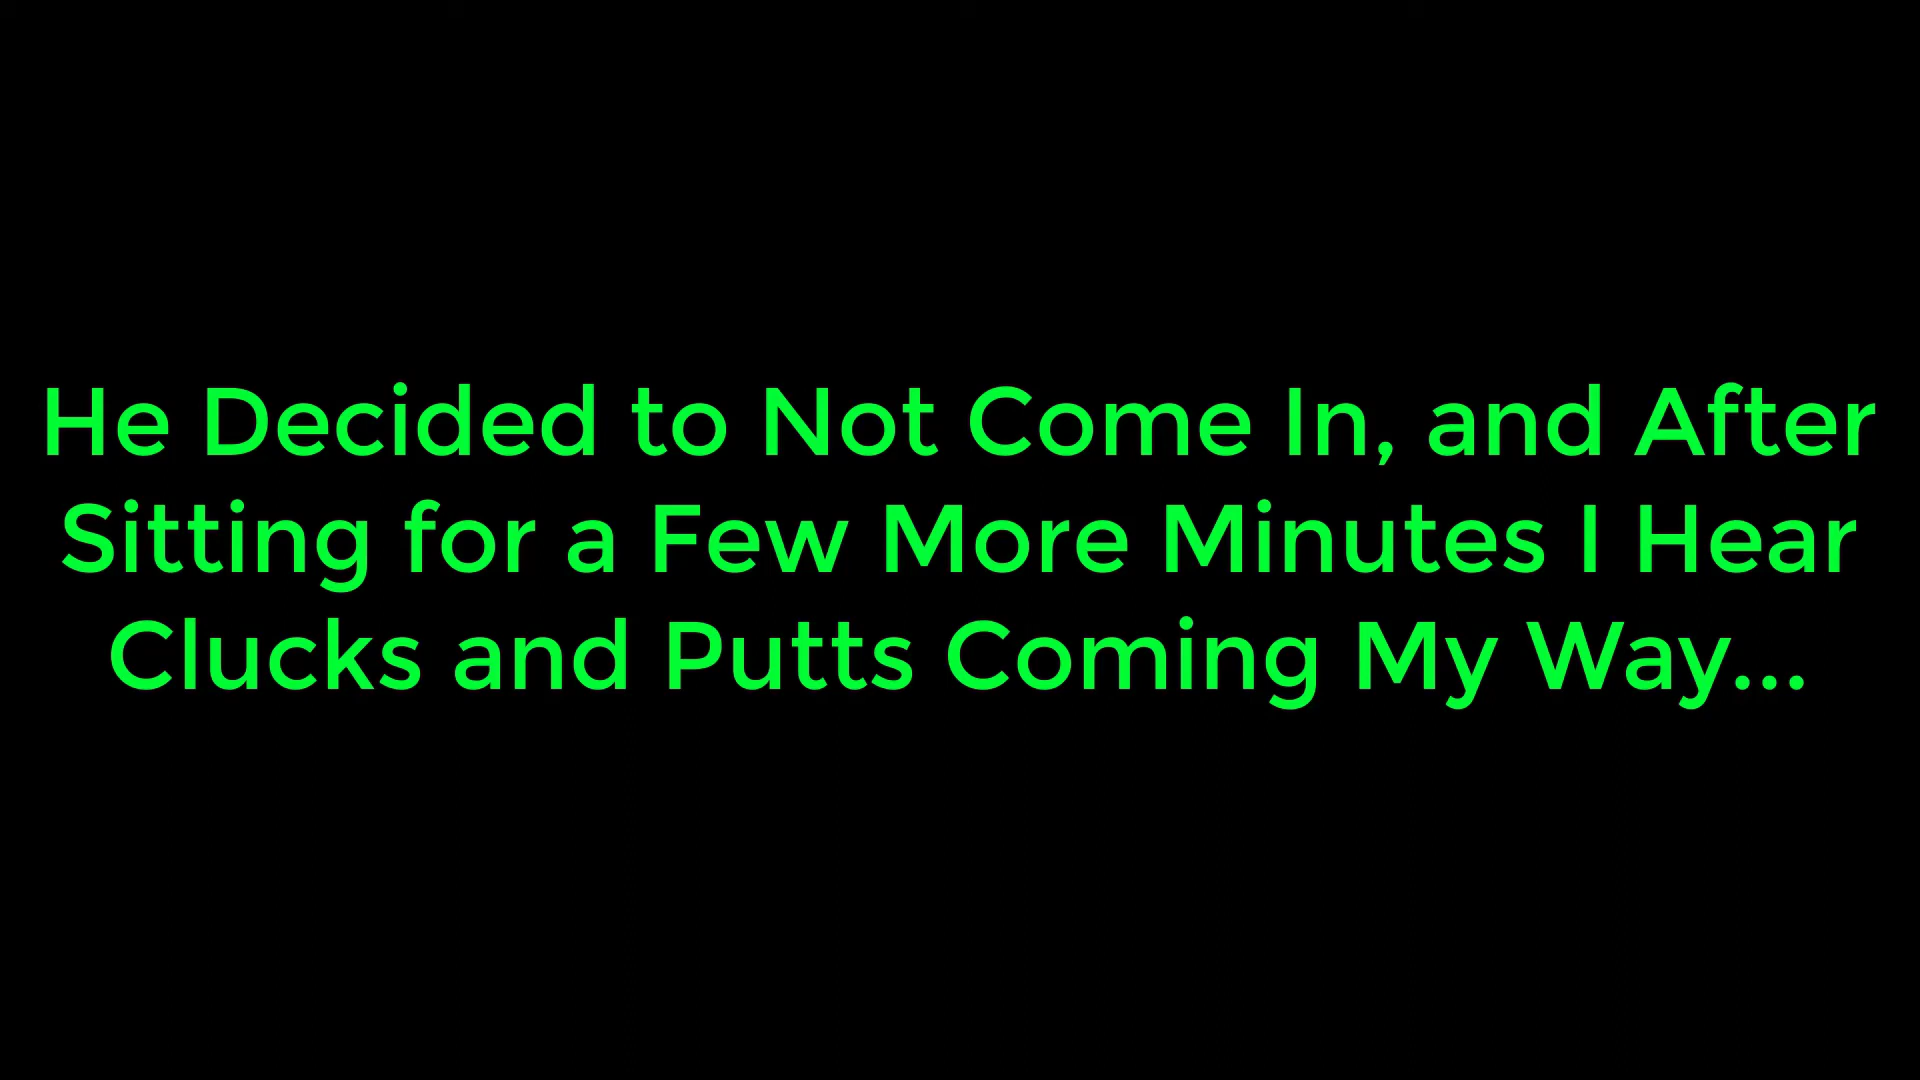 He Decided to Not Come In, and After
Sitting for a Few More Minutes I Hear
Clucks and Putts Coming My Way...